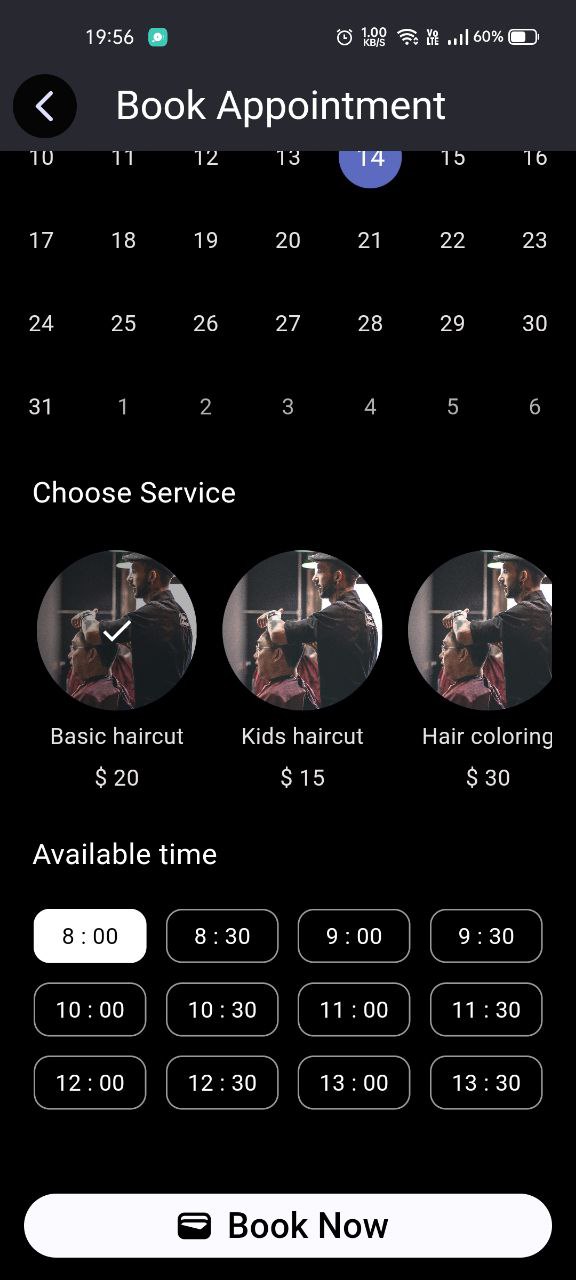 19:56
1.00 KB/S
Vo LTE
60%
Book Appointment
10 11 12 13 14 15 16
17 18 19 20 21 22 23
24 25 26 27 28 29 30
31 1 2 3 4 5 6
Choose Service
Basic haircut Kids haircut Hair coloring
$ 20 $ 15 $ 30
Available time
8 : 00 8 : 30 9 : 00 9 : 30
10 : 00 10 : 30 11 : 00 11 : 30
12 : 00 12 : 30 13 : 00 13 : 30
Book Now